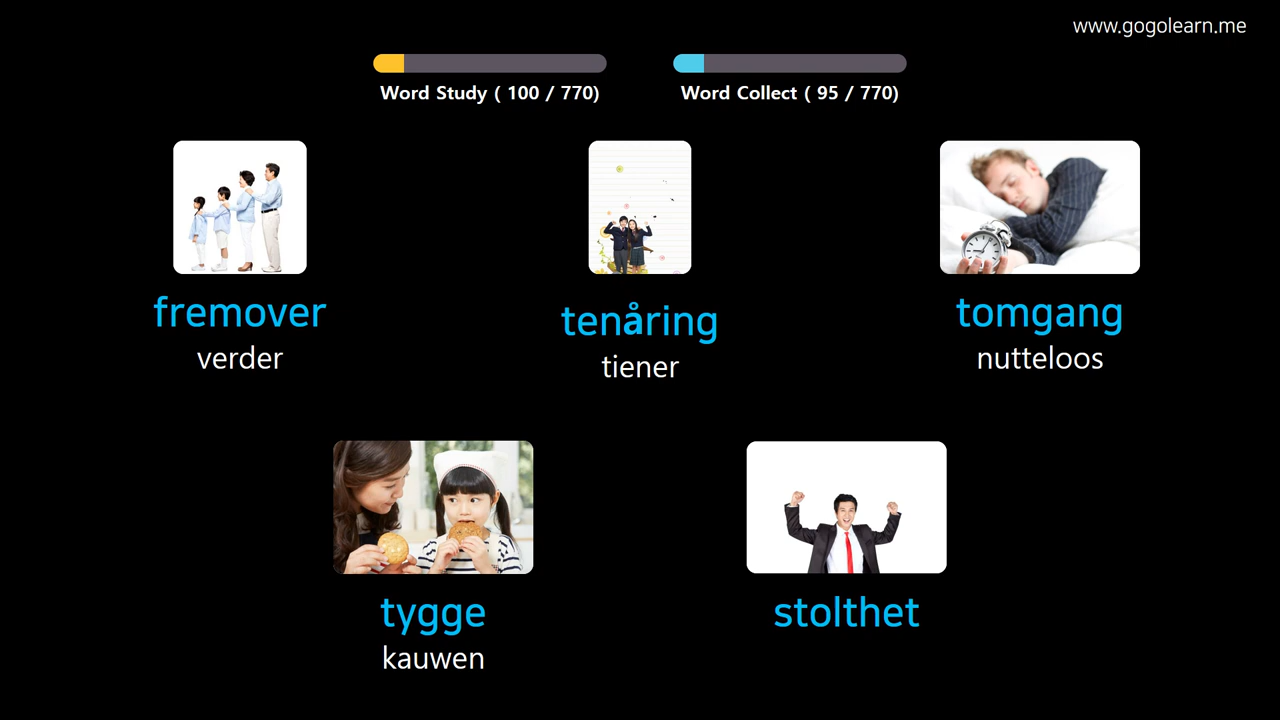 www.gogolearn.me
Word Study ( 100 / 770)
Word Collect ( 95 / 770)
fremover
verder
tenåring
tiener
tomgang
nutteloos
tygge
kauwen
stolthet